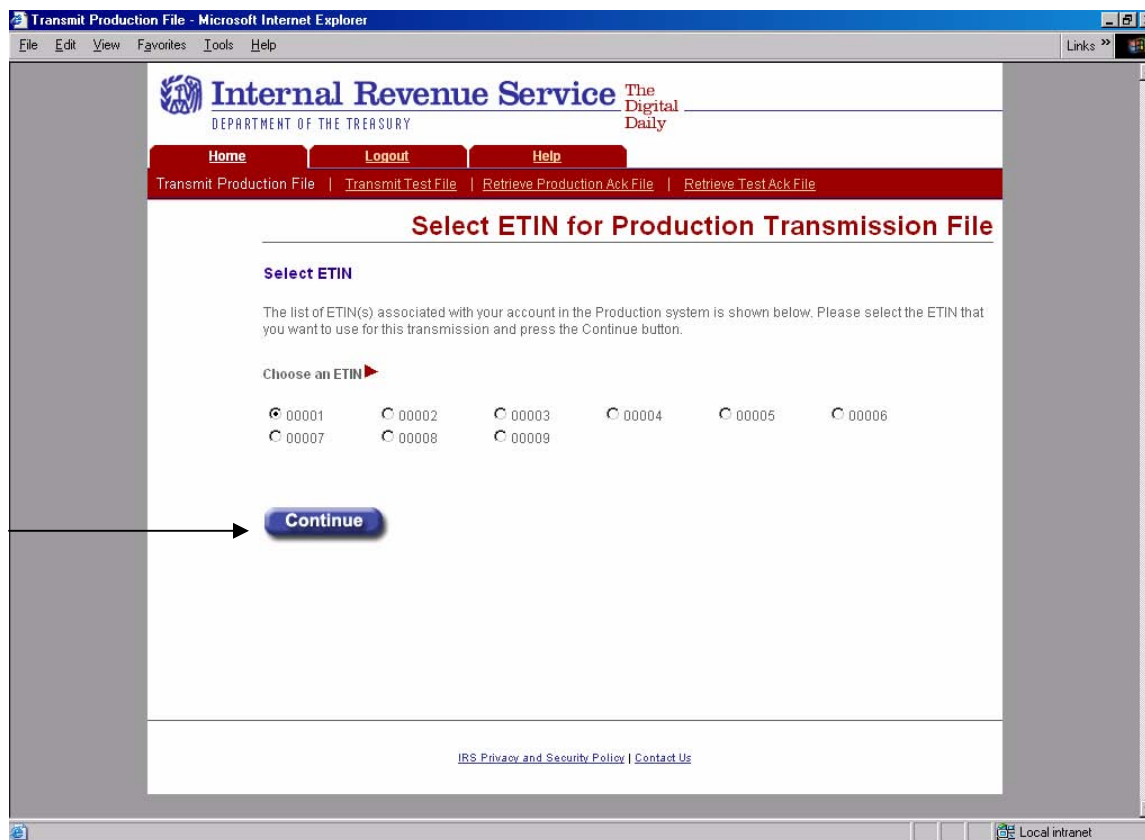 Transmit Production File - Microsoft Internet Explorer
File Edit View Favorites Tools Help Links »
Internal Revenue Service The Digital Daily
DEPARTMENT OF THE TREASURY
Home Logout Help
Transmit Production File | Transmit Test File | Retrieve Production Ack File | Retrieve Test Ack File
Select ETIN for Production Transmission File
Select ETIN
The list of ETIN(s) associated with your account in the Production system is shown below. Please select the ETIN that
you want to use for this transmission and press the Continue button.
Choose an ETIN
00001 00002 00003 00004 00005 00006
00007 00008 00009
Continue
IRS Privacy and Security Policy | Contact Us
Local intranet